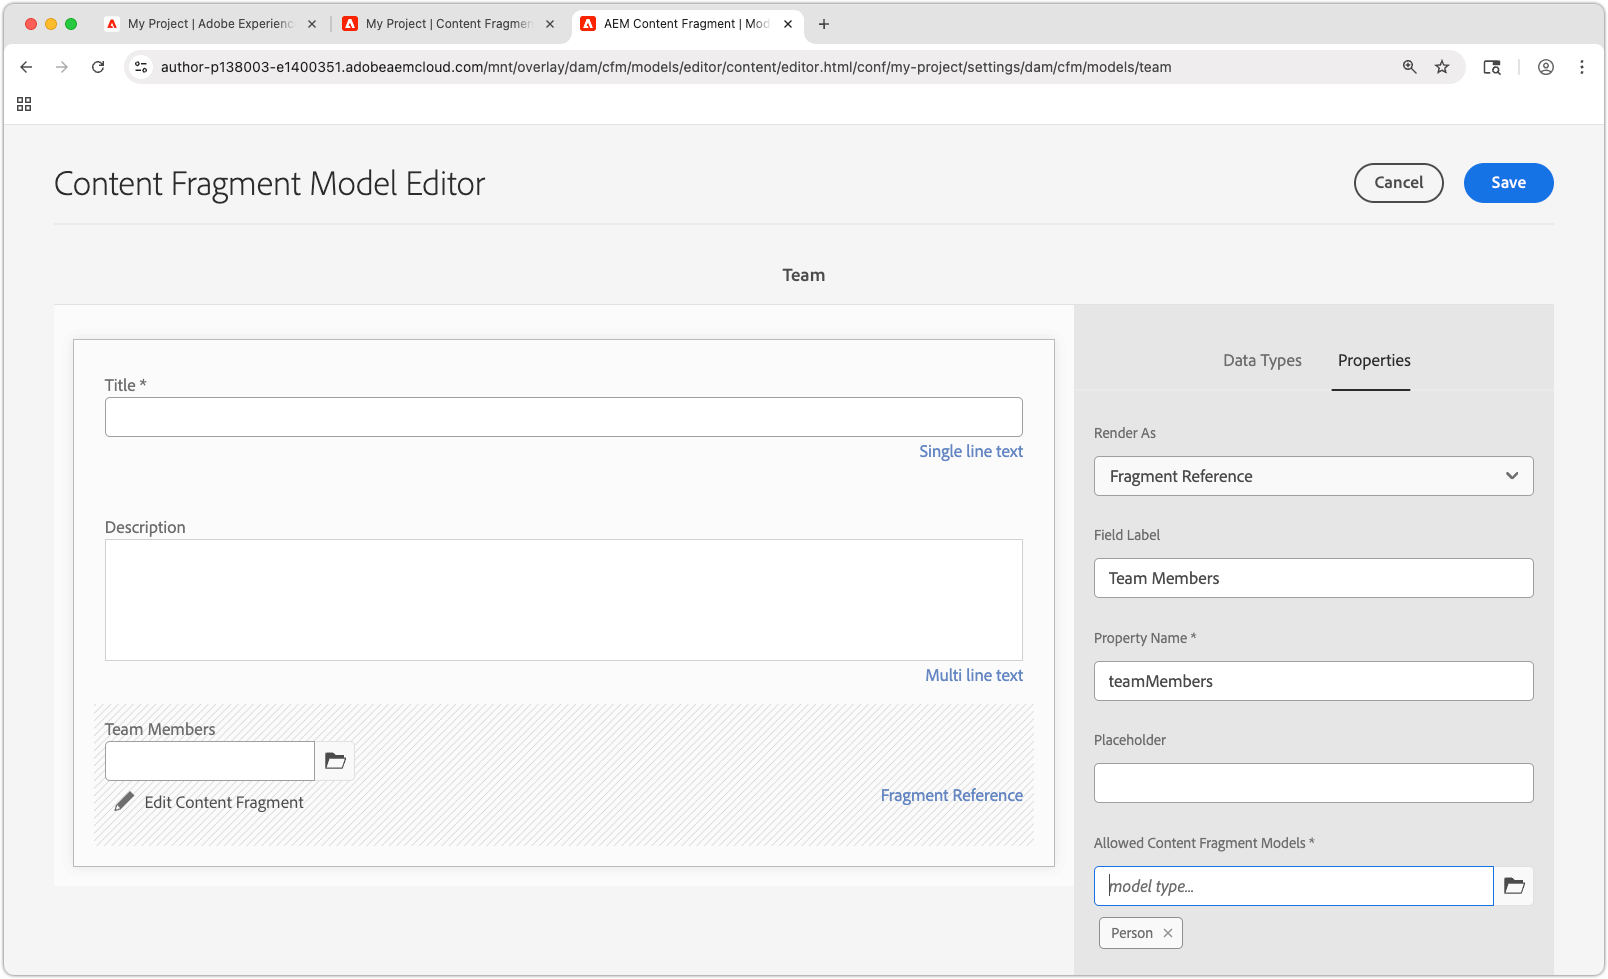 My Project | Adobe Experienc
My Project | Content Fragmen
AEM Content Fragment | Mod
author-p138003-e1400351.adobeaemcloud.com/mnt/overlay/dam/cfm/models/editor/content/editor.html/conf/my-project/settings/dam/cfm/models/team
Content Fragment Model Editor
Cancel
Save
Team
Title *
Single line text
Description
Multi line text
Team Members
Edit Content Fragment
Fragment Reference
Data Types
Properties
Render As
Fragment Reference
Field Label
Team Members
Property Name *
teamMembers
Placeholder
Allowed Content Fragment Models *
model type...
Person